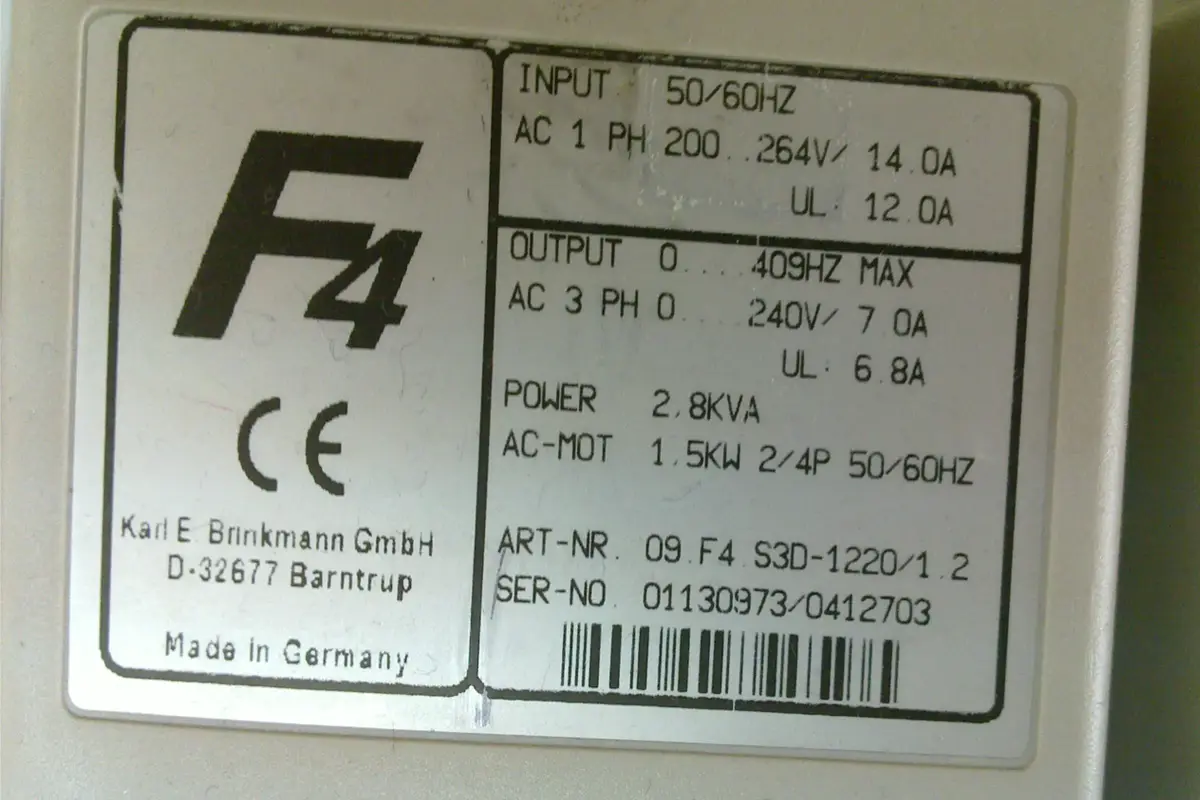 F4
CE
Karl E. Brinkmann GmbH
D-32677 Barntrup
Made in Germany
INPUT 50/60HZ
AC 1 PH 200...264V/ 14.0A
UL: 12.0A
OUTPUT 0.... 409HZ MAX
AC 3 PH 0.... 240V/ 7.0A
UL: 6.8A
POWER 2.8KVA
AC-MOT 1.5KW 2/4P 50/60HZ
ART-NR. 09.F4.S3D-1220/1.2
SER-NO. 01130973/0412703